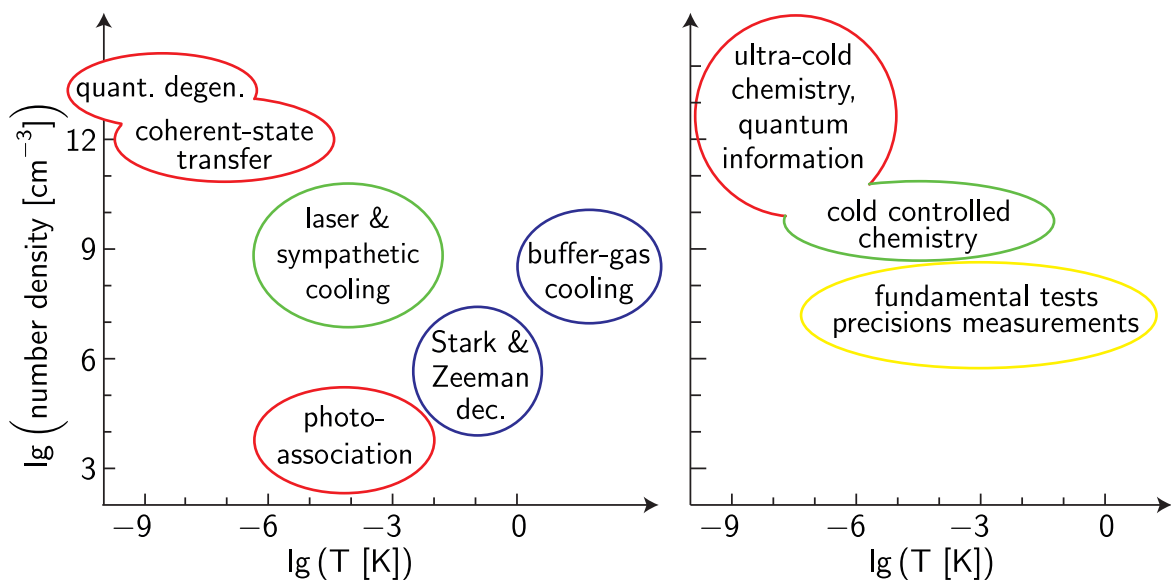 lg ( number density [cm⁻³] )
12
9
6
3
quant. degen.
coherent-state
transfer
laser &
sympathetic
cooling
buffer-gas
cooling
Stark &
Zeeman
dec.
photo-
association
−9
−6
−3
0
lg (T [K])
ultra-cold
chemistry,
quantum
information
cold controlled
chemistry
fundamental tests
precisions measurements
−9
−6
−3
0
lg (T [K])